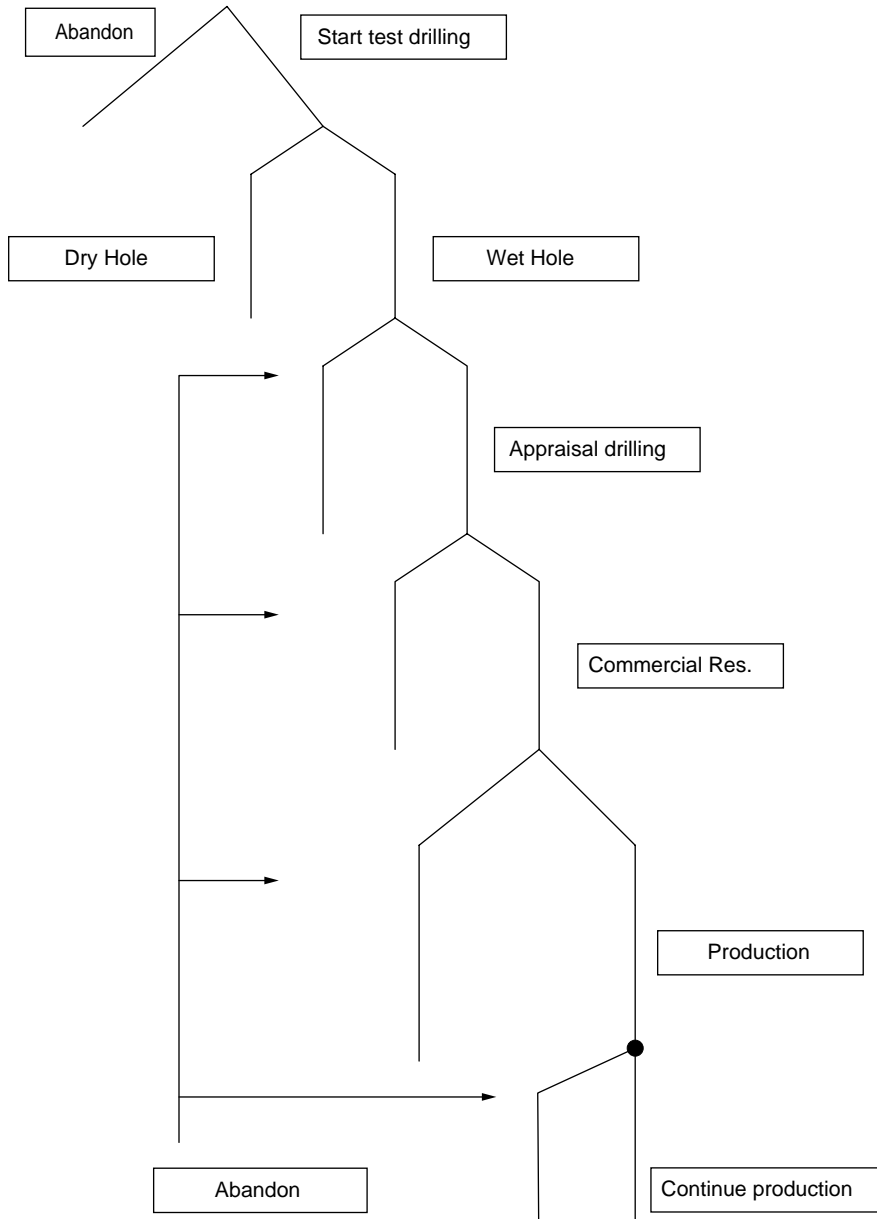 Abandon
Start test drilling
Dry Hole
Wet Hole
Appraisal drilling
Commercial Res.
Production
Abandon
Continue production